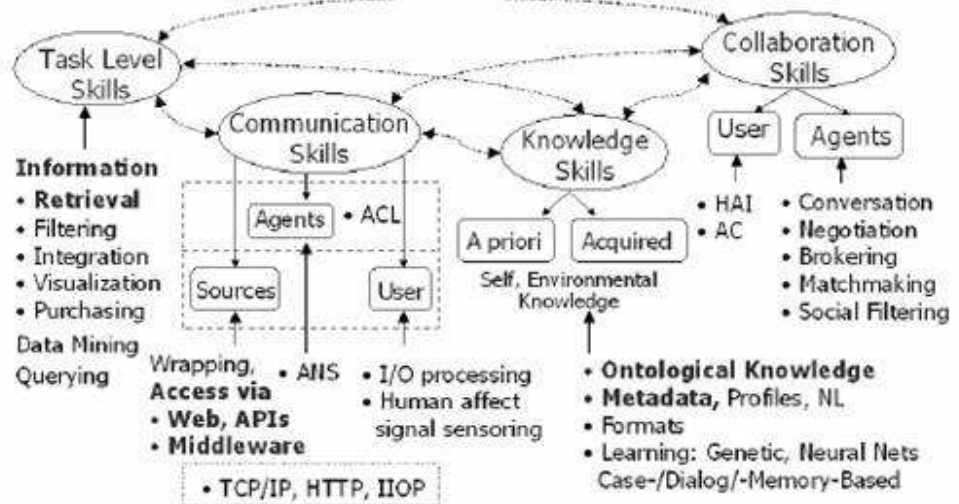 Task Level
Skills
Communication
Skills
Knowledge
Skills
Collaboration
Skills
Information
• Retrieval
• Filtering
• Integration
• Visualization
• Purchasing
Data Mining
Querying
Agents
• ACL
Sources
User
Wrapping,
Access via
• Web, APIs
• Middleware
• ANS
• I/O processing
• Human affect
signal sensoring
• TCP/IP, HTTP, IIOP
A priori
Acquired
Self, Environmental
Knowledge
• Ontological Knowledge
• Metadata, Profiles, NL
• Formats
• Learning: Genetic, Neural Nets
Case-/Dialog/-Memory-Based
User
Agents
• HAI
• AC
• Conversation
• Negotiation
• Brokering
• Matchmaking
• Social Filtering